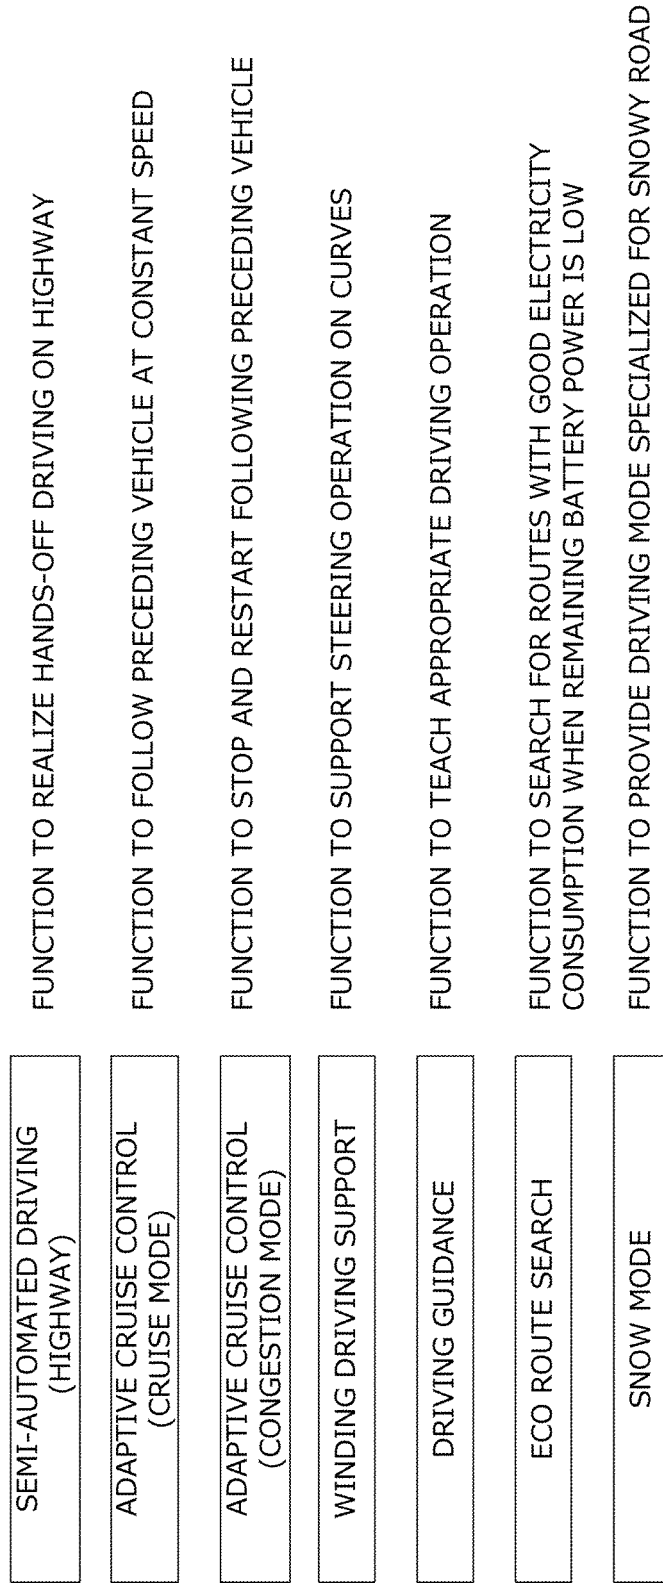 SEMI-AUTOMATED DRIVING
(HIGHWAY)
FUNCTION TO REALIZE HANDS-OFF DRIVING ON HIGHWAY
ADAPTIVE CRUISE CONTROL
(CRUISE MODE)
FUNCTION TO FOLLOW PRECEDING VEHICLE AT CONSTANT SPEED
ADAPTIVE CRUISE CONTROL
(CONGESTION MODE)
FUNCTION TO STOP AND RESTART FOLLOWING PRECEDING VEHICLE
WINDING DRIVING SUPPORT
FUNCTION TO SUPPORT STEERING OPERATION ON CURVES
DRIVING GUIDANCE
FUNCTION TO TEACH APPROPRIATE DRIVING OPERATION
ECO ROUTE SEARCH
FUNCTION TO SEARCH FOR ROUTES WITH GOOD ELECTRICITY
CONSUMPTION WHEN REMAINING BATTERY POWER IS LOW
SNOW MODE
FUNCTION TO PROVIDE DRIVING MODE SPECIALIZED FOR SNOWY ROAD